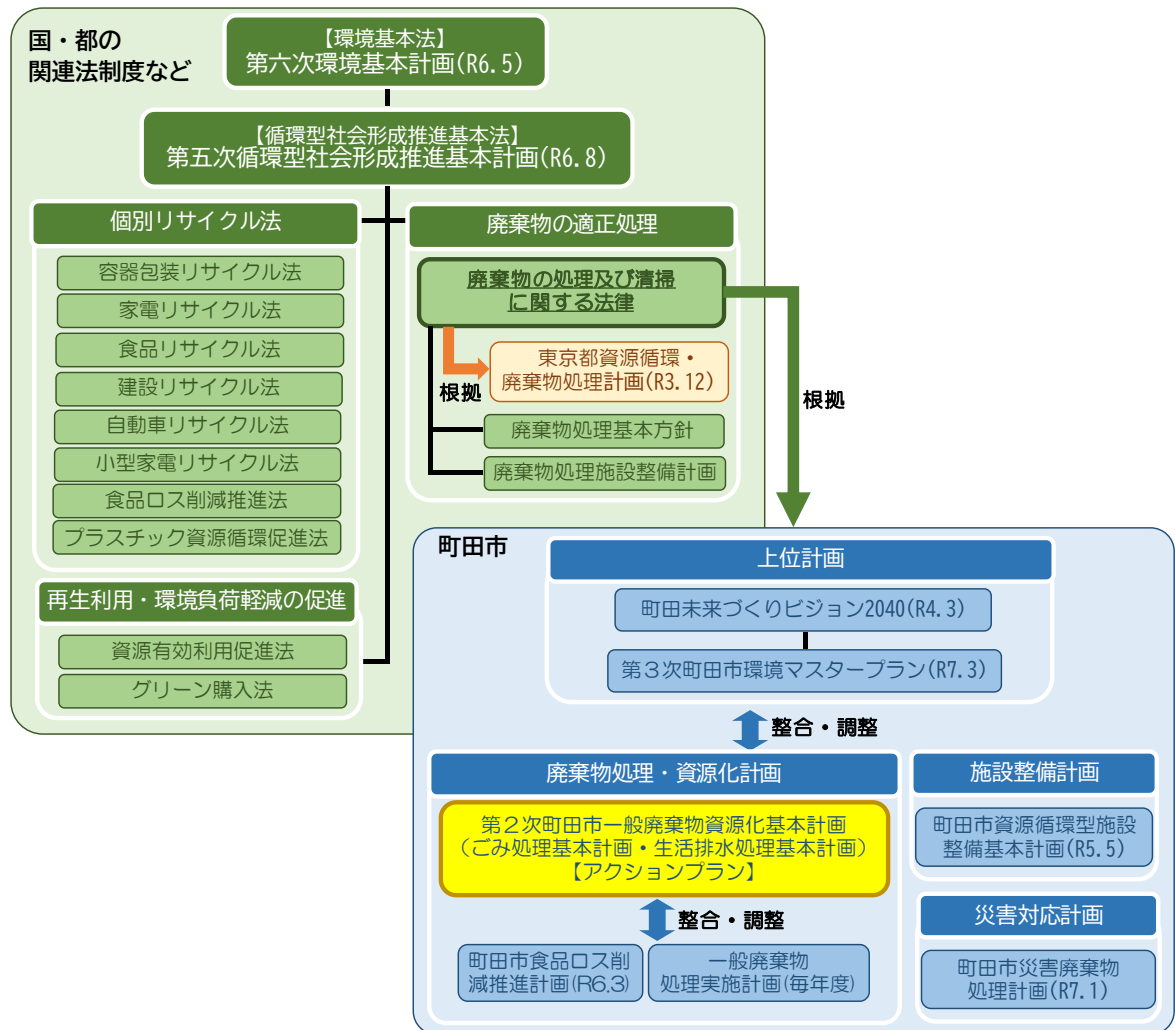 国・都の
関連法制度など
【環境基本法】
第六次環境基本計画(R6.5)
【循環型社会形成推進基本法】
第五次循環型社会形成推進基本計画(R6.8)
個別リサイクル法
容器包装リサイクル法
家電リサイクル法
食品リサイクル法
建設リサイクル法
自動車リサイクル法
小型家電リサイクル法
食品ロス削減推進法
プラスチック資源循環促進法
再生利用・環境負荷軽減の促進
資源有効利用促進法
グリーン購入法
廃棄物の適正処理
廃棄物の処理及び清掃
に関する法律
根拠
東京都資源循環・
廃棄物処理計画(R3.12)
廃棄物処理基本方針
廃棄物処理施設整備計画
根拠
町田市
上位計画
町田未来づくりビジョン2040(R4.3)
第3次町田市環境マスタープラン(R7.3)
整合・調整
廃棄物処理・資源化計画
第2次町田市一般廃棄物資源化基本計画
(ごみ処理基本計画・生活排水処理基本計画)
【アクションプラン】
整合・調整
町田市食品ロス削
減推進計画(R6.3)
一般廃棄物
処理実施計画(毎年度)
施設整備計画
町田市資源循環型施設
整備基本計画(R5.5)
災害対応計画
町田市災害廃棄物
処理計画(R7.1)